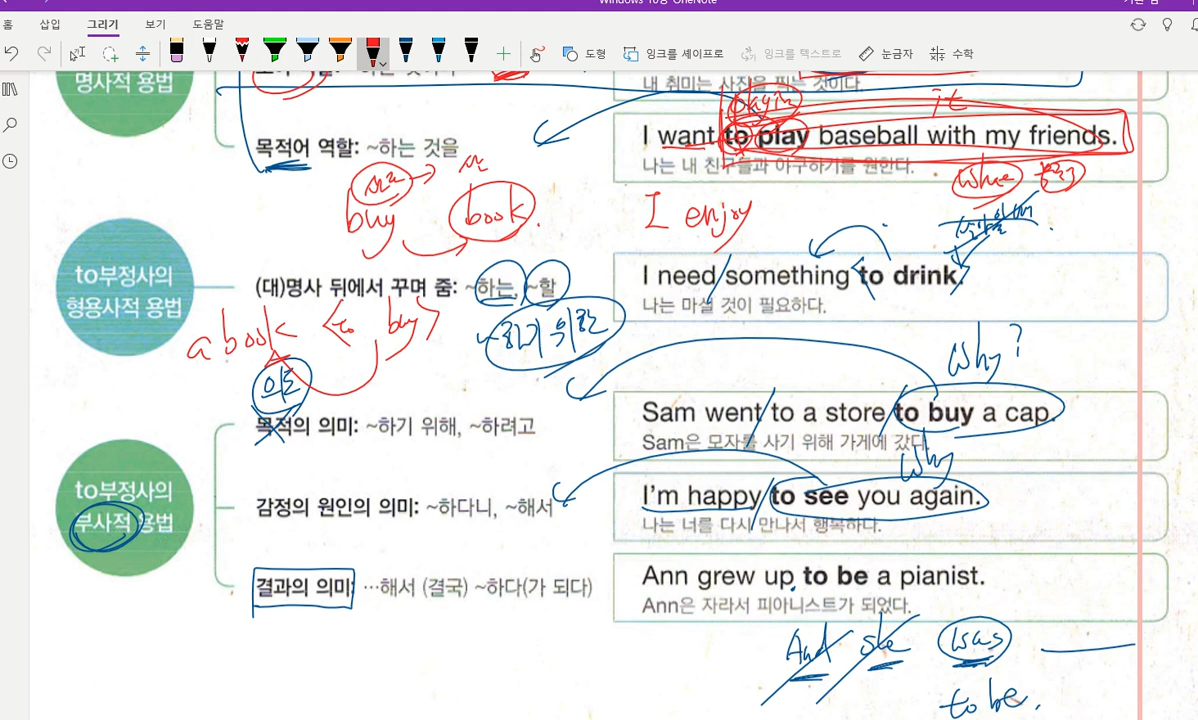 Windows 10용 OneNote
홈 삽입 그리기 보기 도움말
도형 잉크를 셰이프로 잉크를 텍스트로 눈금자 수학
명사적 용법
내 취미는 사진을 찍는 것이다.
it
목적어 역할: ~하는 것을
I want to play baseball with my friends.
나는 내 친구들과 야구하기를 원한다.
buy book.
I enjoy
to부정사의
형용사적 용법
(대)명사 뒤에서 꾸며 줌: ~하는, ~할
I need something to drink.
나는 마실 것이 필요하다.
a book <to buy>
~하기 위한
의도
Why?
목적의 의미: ~하기 위해, ~하려고
Sam went to a store to buy a cap.
Sam은 모자를 사기 위해 가게에 갔다.
Why
to부정사의
부사적 용법
감정의 원인의 의미: ~하다니, ~해서
I'm happy to see you again.
나는 너를 다시 만나서 행복하다.
결과의 의미: …해서 (결국) ~하다(가 되다)
Ann grew up to be a pianist.
Ann은 자라서 피아니스트가 되었다.
And she was
to be.